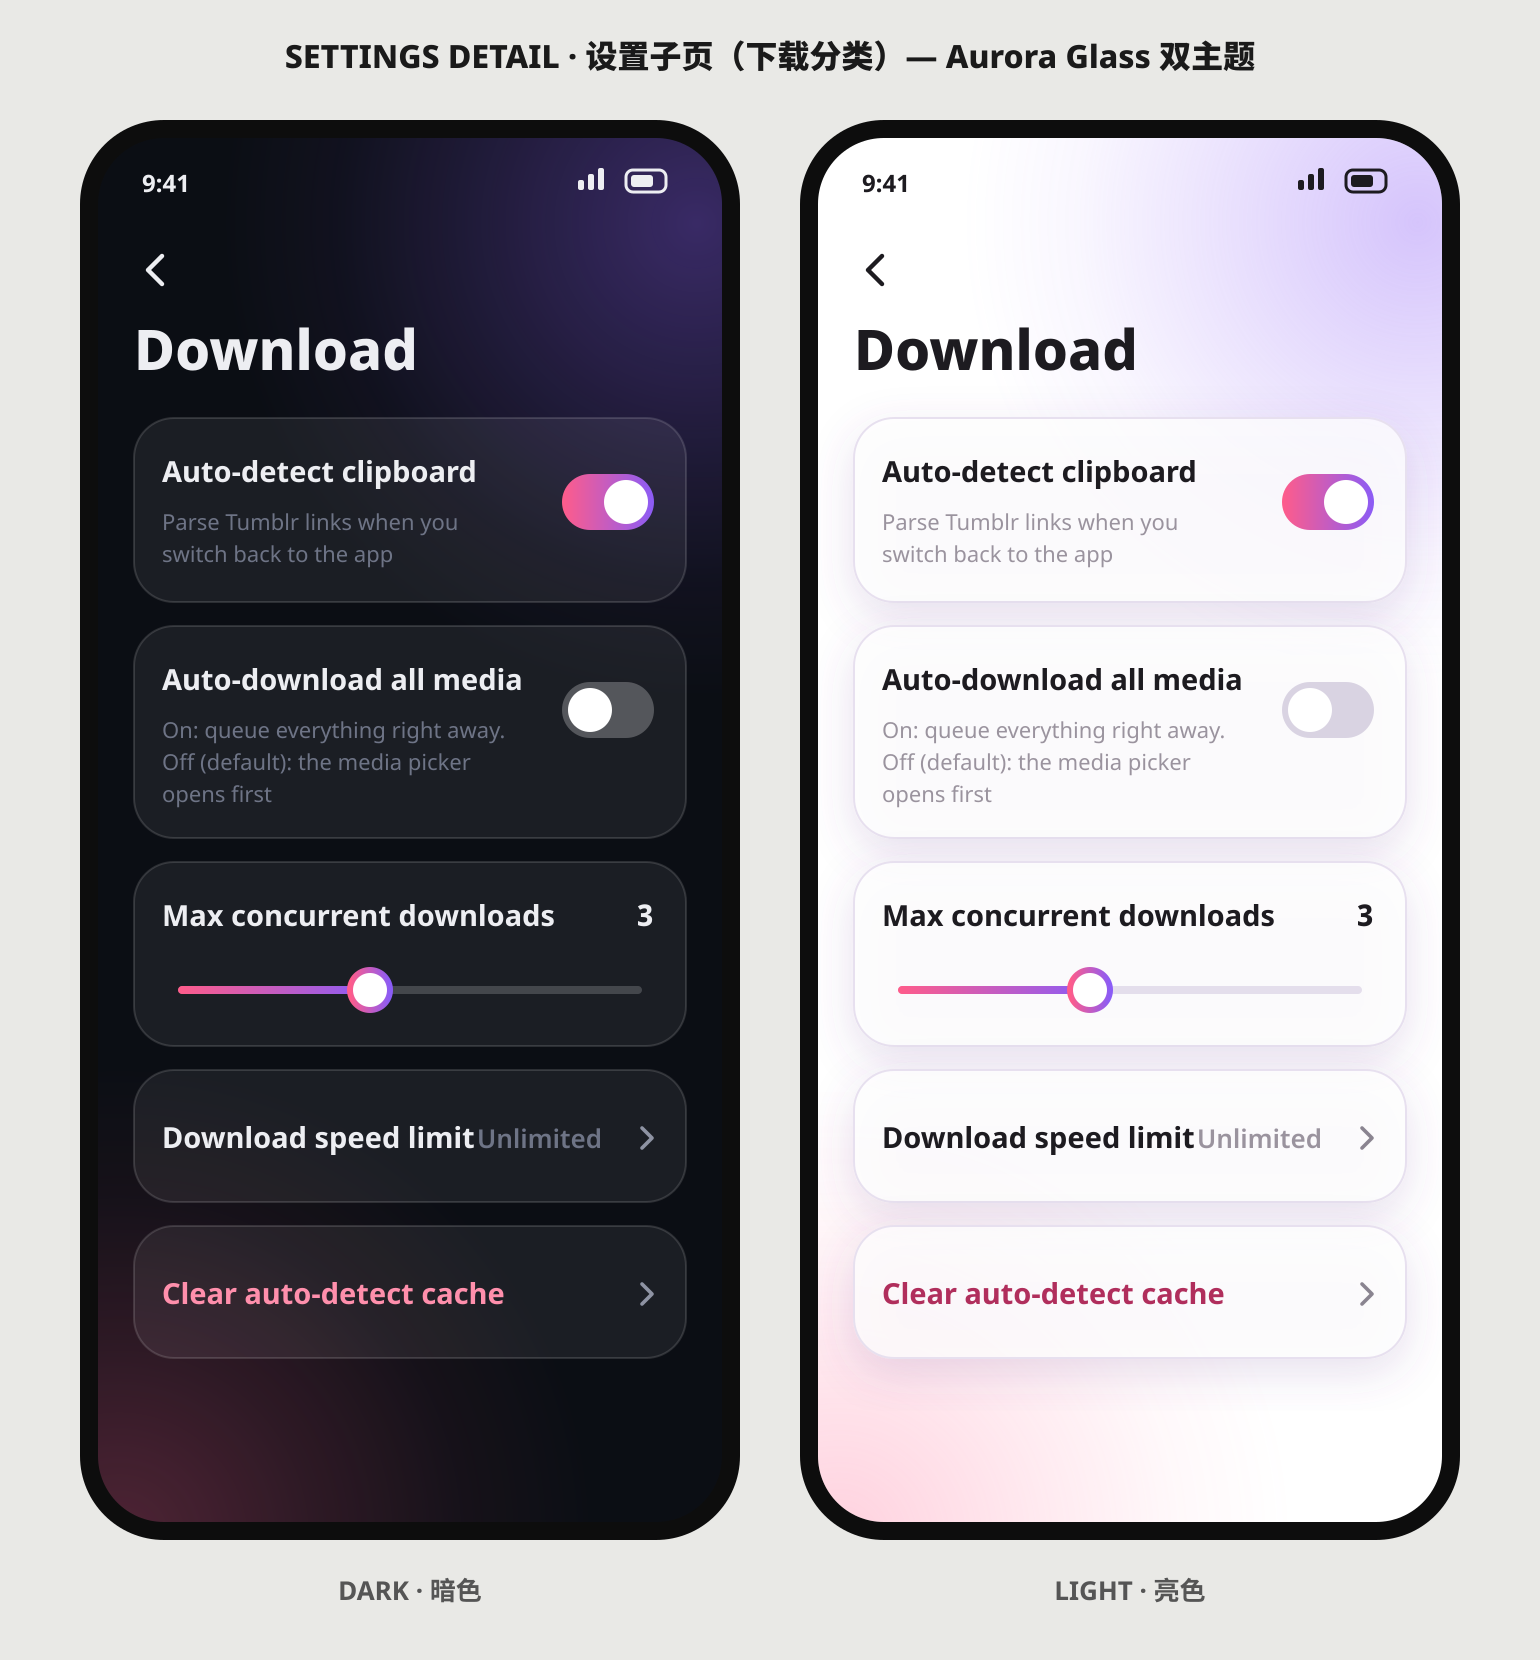 SETTINGS DETAIL · 设置子页（下载分类）— Aurora Glass 双主题
9:41
Download
Auto-detect clipboard
Parse Tumblr links when you
switch back to the app
Auto-download all media
On: queue everything right away.
Off (default): the media picker
opens first
Max concurrent downloads 3
Download speed limit Unlimited
Clear auto-detect cache
DARK · 暗色
9:41
Download
Auto-detect clipboard
Parse Tumblr links when you
switch back to the app
Auto-download all media
On: queue everything right away.
Off (default): the media picker
opens first
Max concurrent downloads 3
Download speed limit Unlimited
Clear auto-detect cache
LIGHT · 亮色